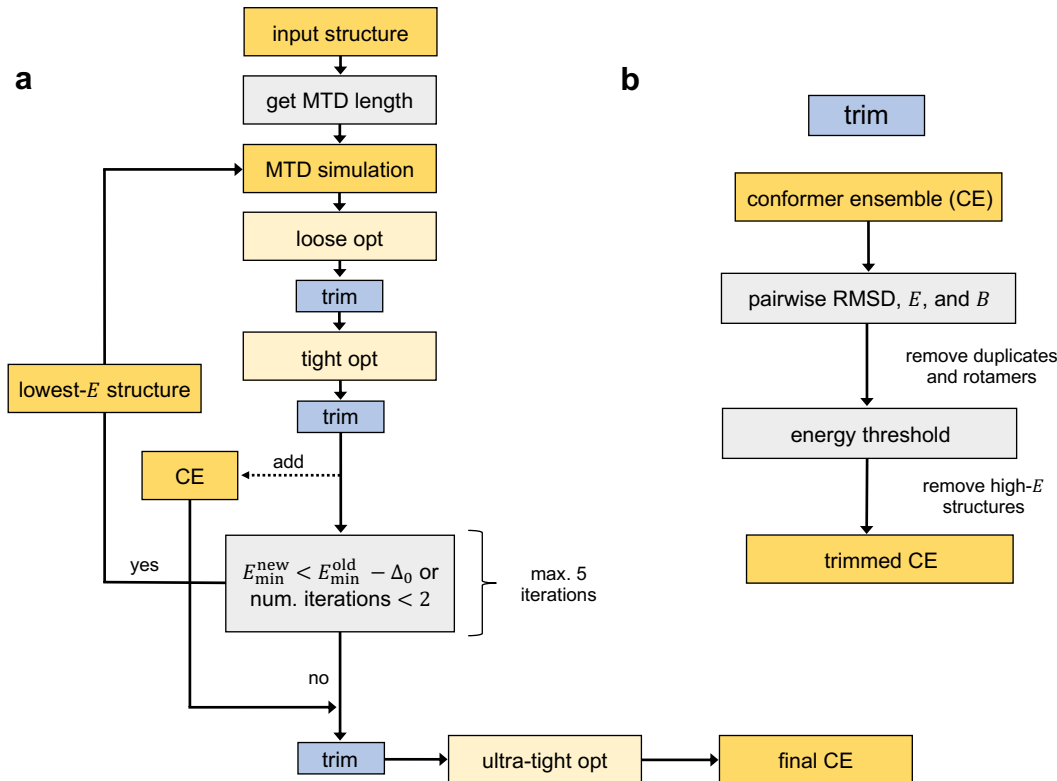 a
input structure
get MTD length
MTD simulation
loose opt
trim
tight opt
lowest-E structure
trim
add
CE
yes
E_min^new < E_min^old − Δ_0 or
num. iterations < 2
max. 5
iterations
no
trim
ultra-tight opt
final CE
b
trim
conformer ensemble (CE)
pairwise RMSD, E, and B
remove duplicates
and rotamers
energy threshold
remove high-E
structures
trimmed CE